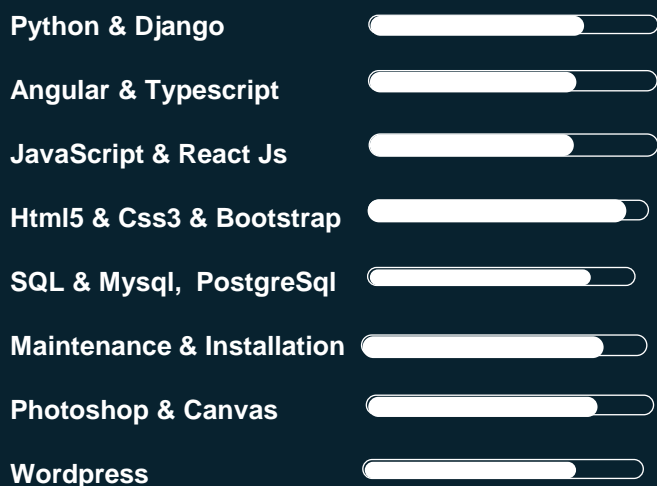 Python & Django
Angular & Typescript
JavaScript & React Js
Html5 & Css3 & Bootstrap
SQL & Mysql, PostgreSql
Maintenance & Installation
Photoshop & Canvas
Wordpress